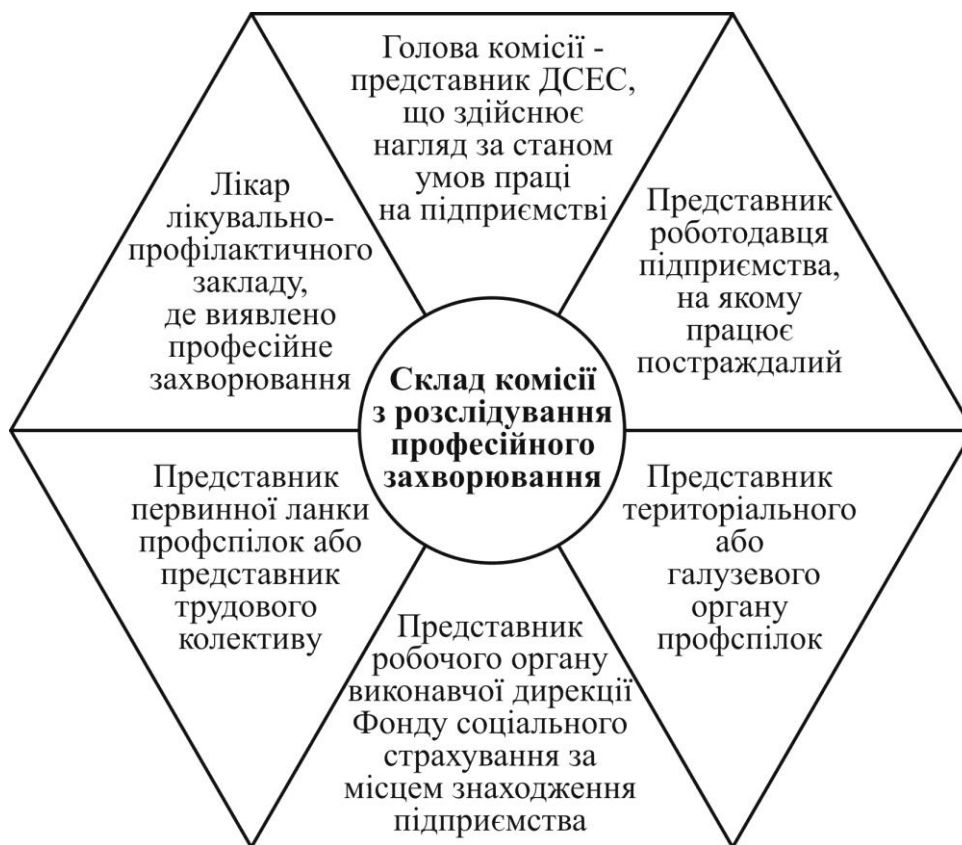 Голова комісії -
представник ДСЕС,
що здійснює
нагляд за станом
умов праці
на підприємстві
Лікар
лікувально-
профілактичного
закладу,
де виявлено
професійне
захворювання
Представник
роботодавця
підприємства,
на якому
працює
постраждалий
Склад комісії
з розслідування
професійного
захворювання
Представник
первинної ланки
профспілок або
представник
трудового
колективу
Представник
територіального
або
галузевого
органу
профспілок
Представник
робочого органу
виконавчої дирекції
Фонду соціального
страхування за
місцем знаходження
підприємства